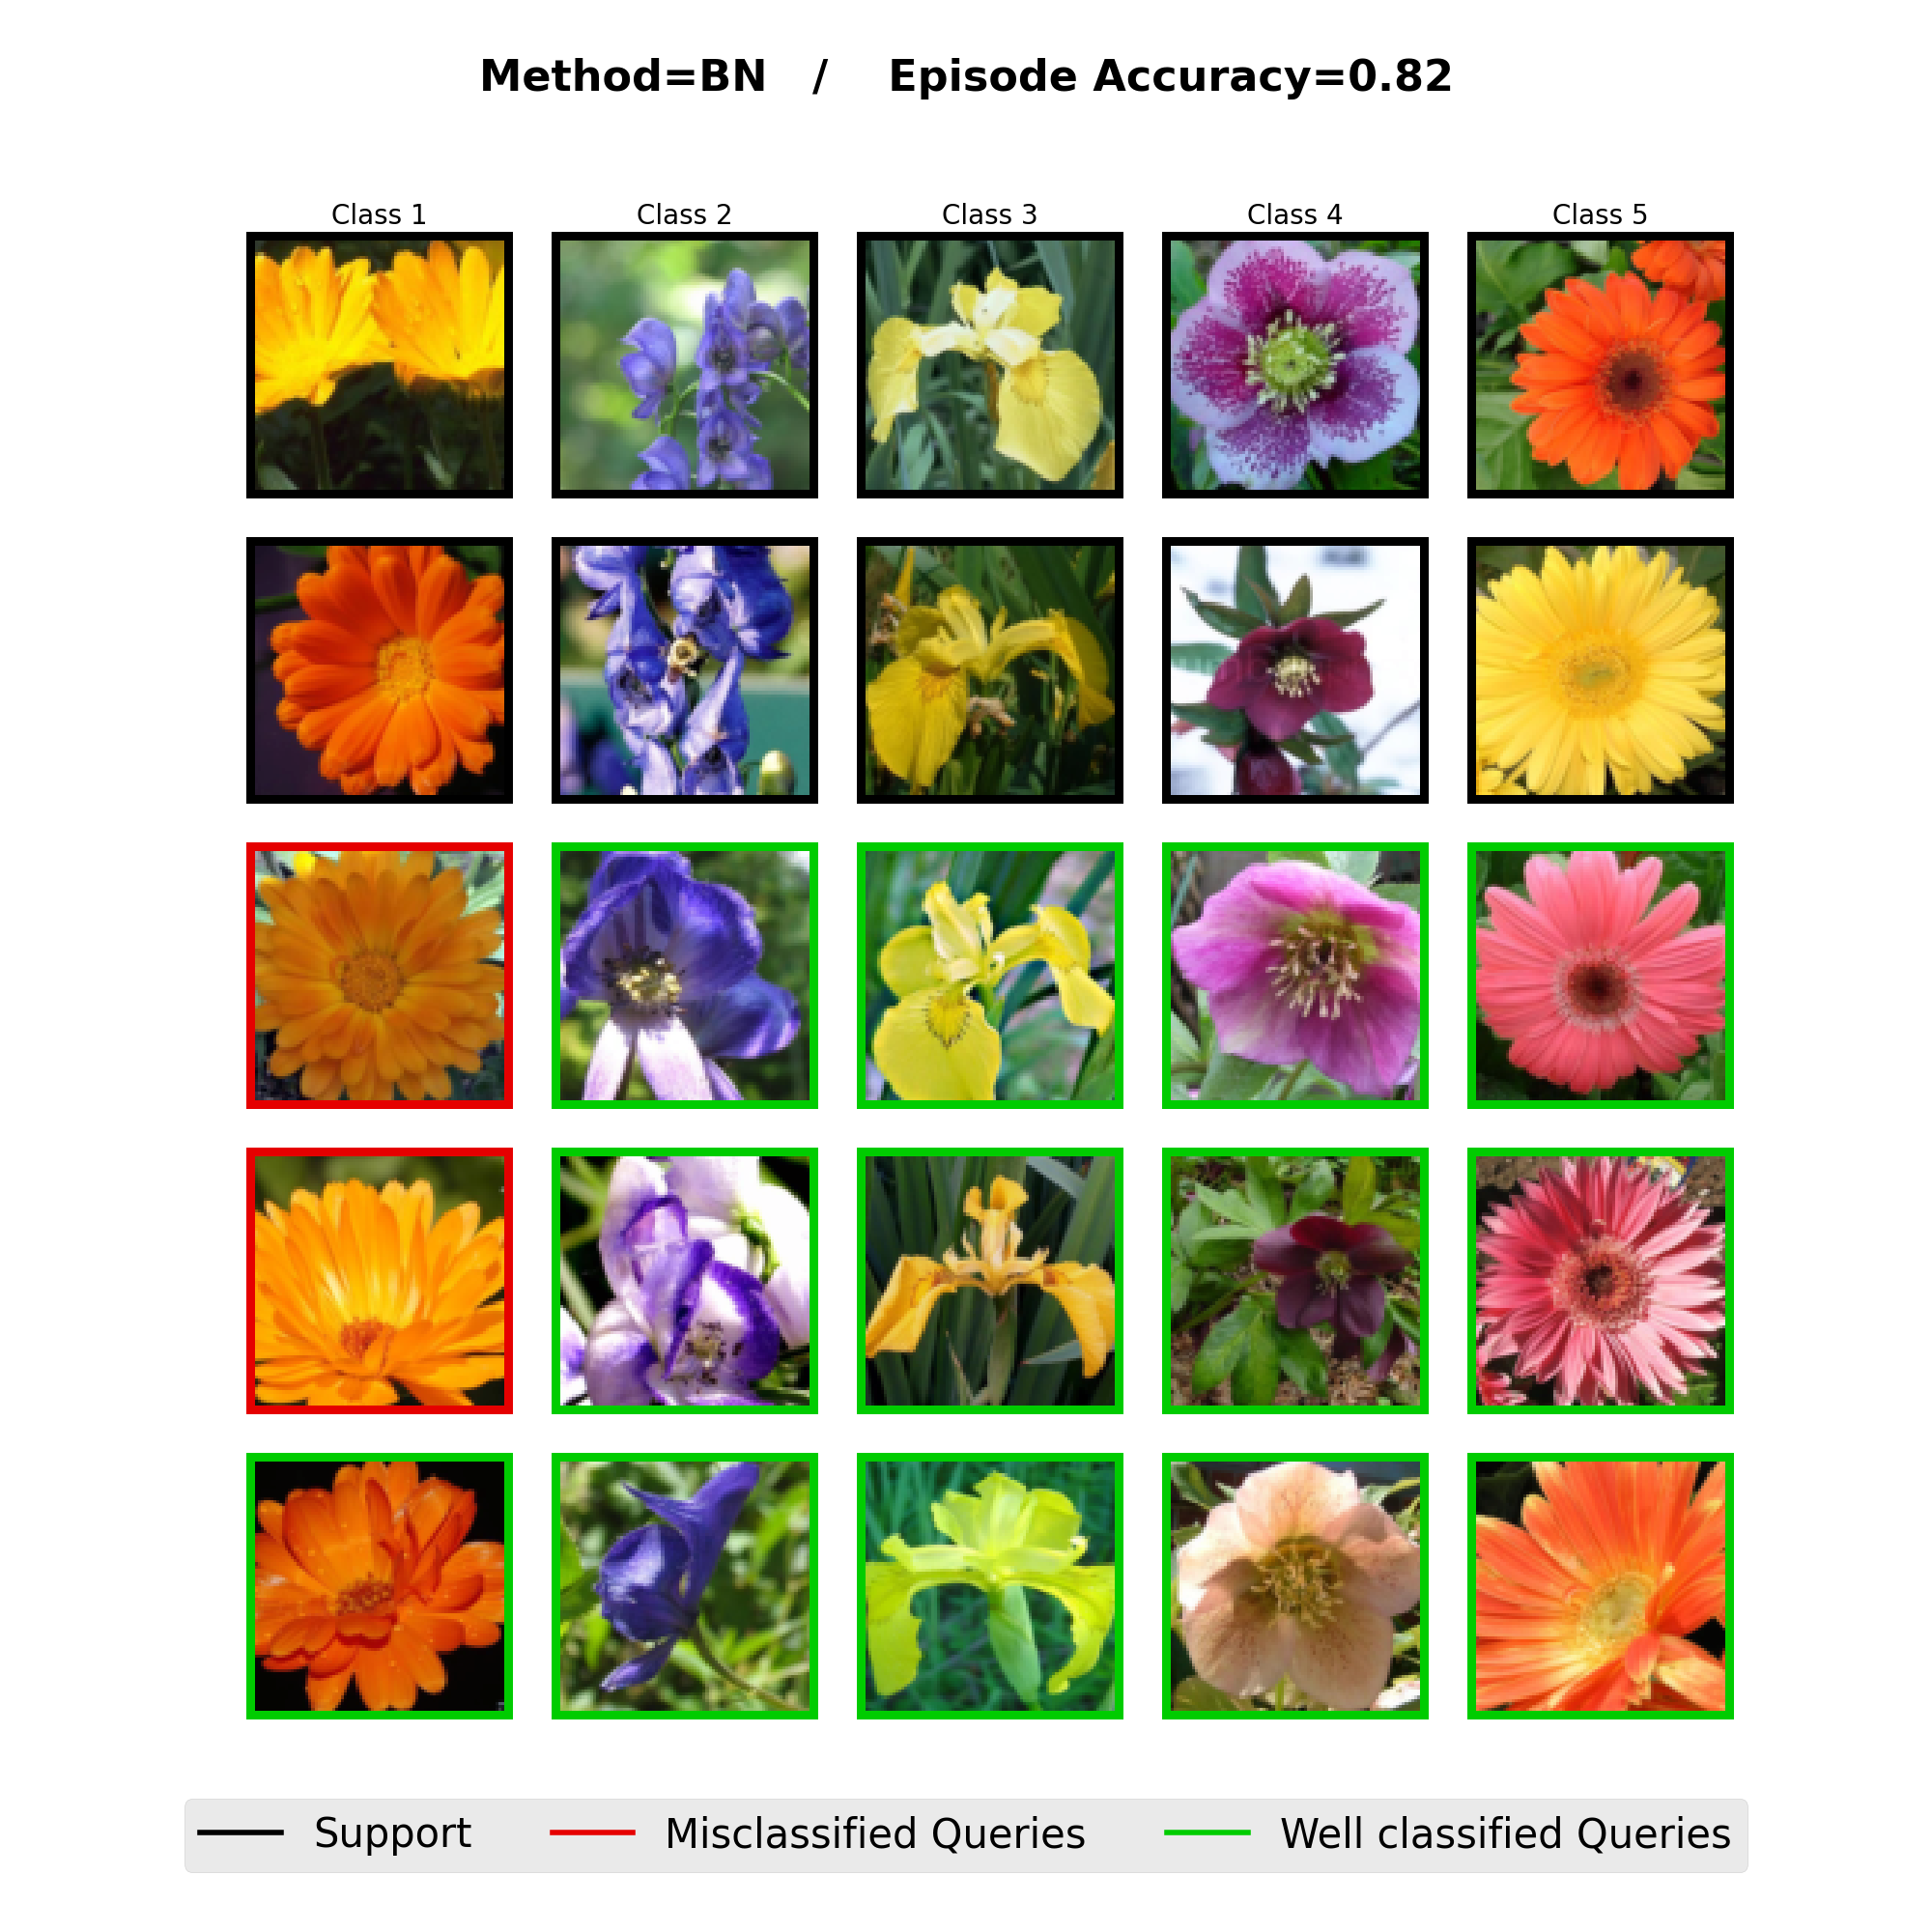 Method=BN / Episode Accuracy=0.82
Class 1 Class 2 Class 3 Class 4 Class 5
Support Misclassified Queries Well classified Queries